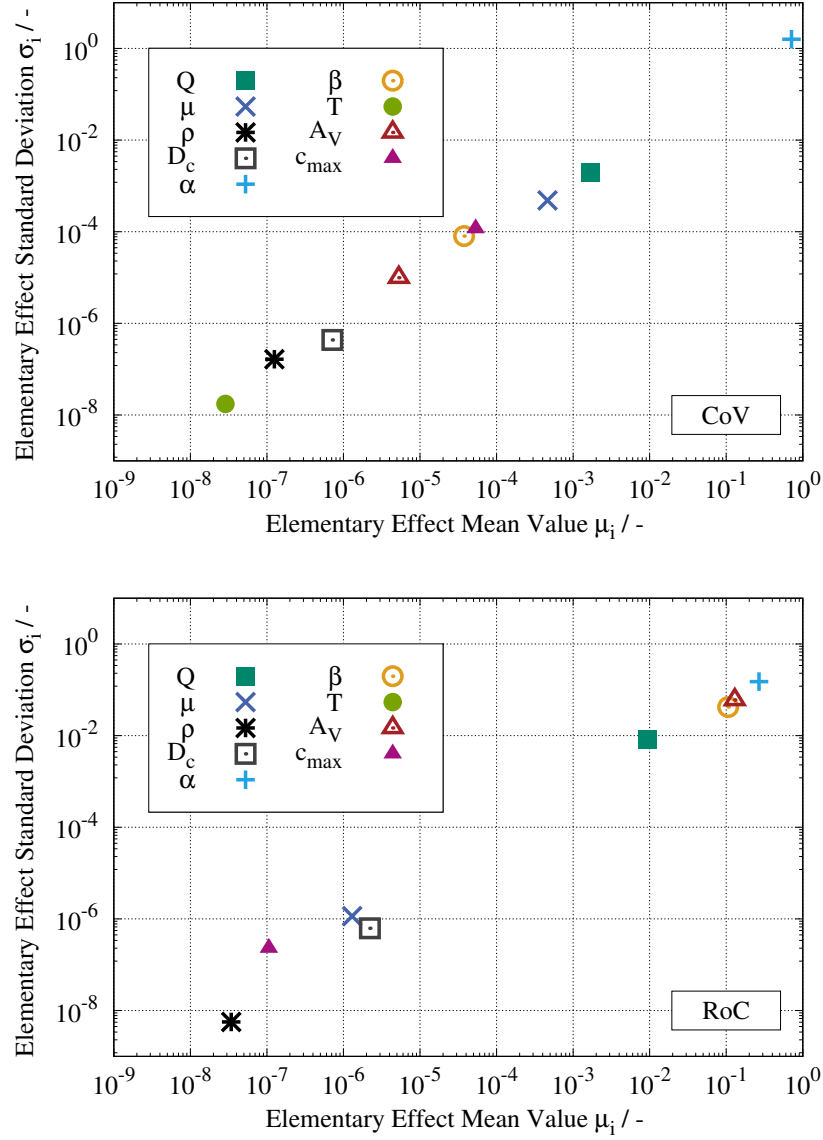 Elementary Effect Standard Deviation σi / -
10^0
10^-2
10^-4
10^-6
10^-8
Q
μ
ρ
Dc
α
β
T
AV
cmax
CoV
10^-9 10^-8 10^-7 10^-6 10^-5 10^-4 10^-3 10^-2 10^-1 10^0
Elementary Effect Mean Value μi / -
Elementary Effect Standard Deviation σi / -
10^0
10^-2
10^-4
10^-6
10^-8
Q
μ
ρ
Dc
α
β
T
AV
cmax
RoC
10^-9 10^-8 10^-7 10^-6 10^-5 10^-4 10^-3 10^-2 10^-1 10^0
Elementary Effect Mean Value μi / -